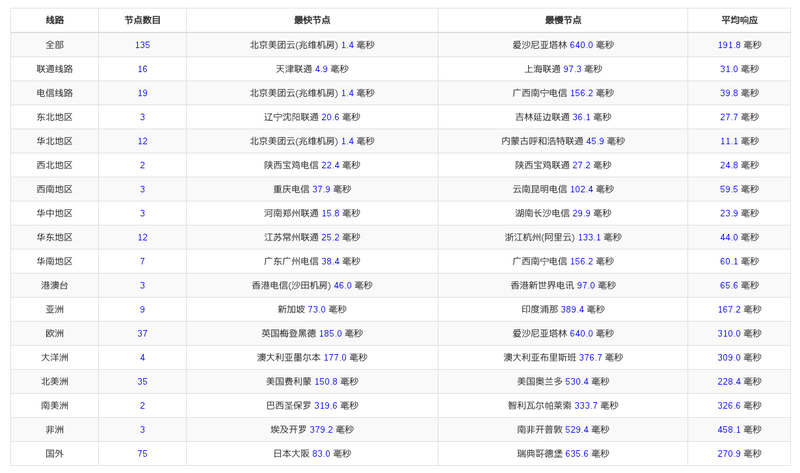 线路 节点数目 最快节点 最慢节点 平均响应
全部 135 北京美团云(兆维机房) 1.4 毫秒 爱沙尼亚塔林 640.0 毫秒 191.8 毫秒
联通线路 16 天津联通 4.9 毫秒 上海联通 97.3 毫秒 31.0 毫秒
电信线路 19 北京美团云(兆维机房) 1.4 毫秒 广西南宁电信 156.2 毫秒 39.8 毫秒
东北地区 3 辽宁沈阳联通 20.6 毫秒 吉林延边联通 36.1 毫秒 27.7 毫秒
华北地区 12 北京美团云(兆维机房) 1.4 毫秒 内蒙古呼和浩特联通 45.9 毫秒 11.1 毫秒
西北地区 2 陕西宝鸡电信 22.4 毫秒 陕西宝鸡联通 27.2 毫秒 24.8 毫秒
西南地区 3 重庆电信 37.9 毫秒 云南昆明电信 102.4 毫秒 59.5 毫秒
华中地区 3 河南郑州联通 15.8 毫秒 湖南长沙电信 29.9 毫秒 23.9 毫秒
华东地区 12 江苏常州联通 25.2 毫秒 浙江杭州(阿里云) 133.1 毫秒 44.0 毫秒
华南地区 7 广东广州电信 38.4 毫秒 广西南宁电信 156.2 毫秒 60.1 毫秒
港澳台 3 香港电信(沙田机房) 46.0 毫秒 香港新世界电讯 97.0 毫秒 65.6 毫秒
亚洲 9 新加坡 73.0 毫秒 印度浦那 389.4 毫秒 167.2 毫秒
欧洲 37 英国梅登黑德 185.0 毫秒 爱沙尼亚塔林 640.0 毫秒 310.0 毫秒
大洋洲 4 澳大利亚墨尔本 177.0 毫秒 澳大利亚布里斯班 376.7 毫秒 309.0 毫秒
北美洲 35 美国费利蒙 150.8 毫秒 美国奥兰多 530.4 毫秒 228.4 毫秒
南美洲 2 巴西圣保罗 319.6 毫秒 智利瓦尔帕莱索 333.7 毫秒 326.6 毫秒
非洲 3 埃及开罗 379.2 毫秒 南非开普敦 529.4 毫秒 458.1 毫秒
国外 75 日本大阪 83.0 毫秒 瑞典哥德堡 635.6 毫秒 270.9 毫秒